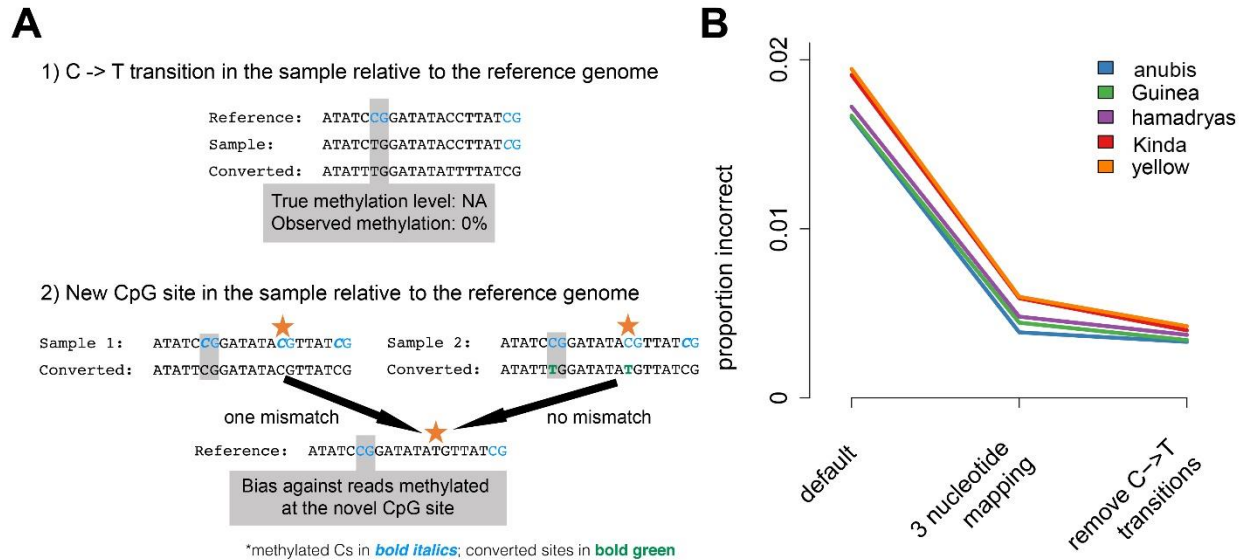 A
1) C -> T transition in the sample relative to the reference genome
Reference: ATATCCGGATATACCTTATCG
Sample: ATATCTGGATATACCTTATCG
Converted: ATATTTGGATATATTTTATCG
True methylation level: NA
Observed methylation: 0%
2) New CpG site in the sample relative to the reference genome
Sample 1: ATATCCGGATATACGTTATCG
Converted: ATATTCGGATATACGTTATCG
Sample 2: ATATCCGGATATACGTTATCG
Converted: ATATTTGGATATATGTTATCG
one mismatch
no mismatch
Reference: ATATCCGGATATATGTTATCG
Bias against reads methylated
at the novel CpG site
*methylated Cs in bold italics; converted sites in bold green
B
proportion incorrect
0.02
0.01
0
anubis
Guinea
hamadryas
Kinda
yellow
default
3 nucleotide
mapping
remove C->T
transitions